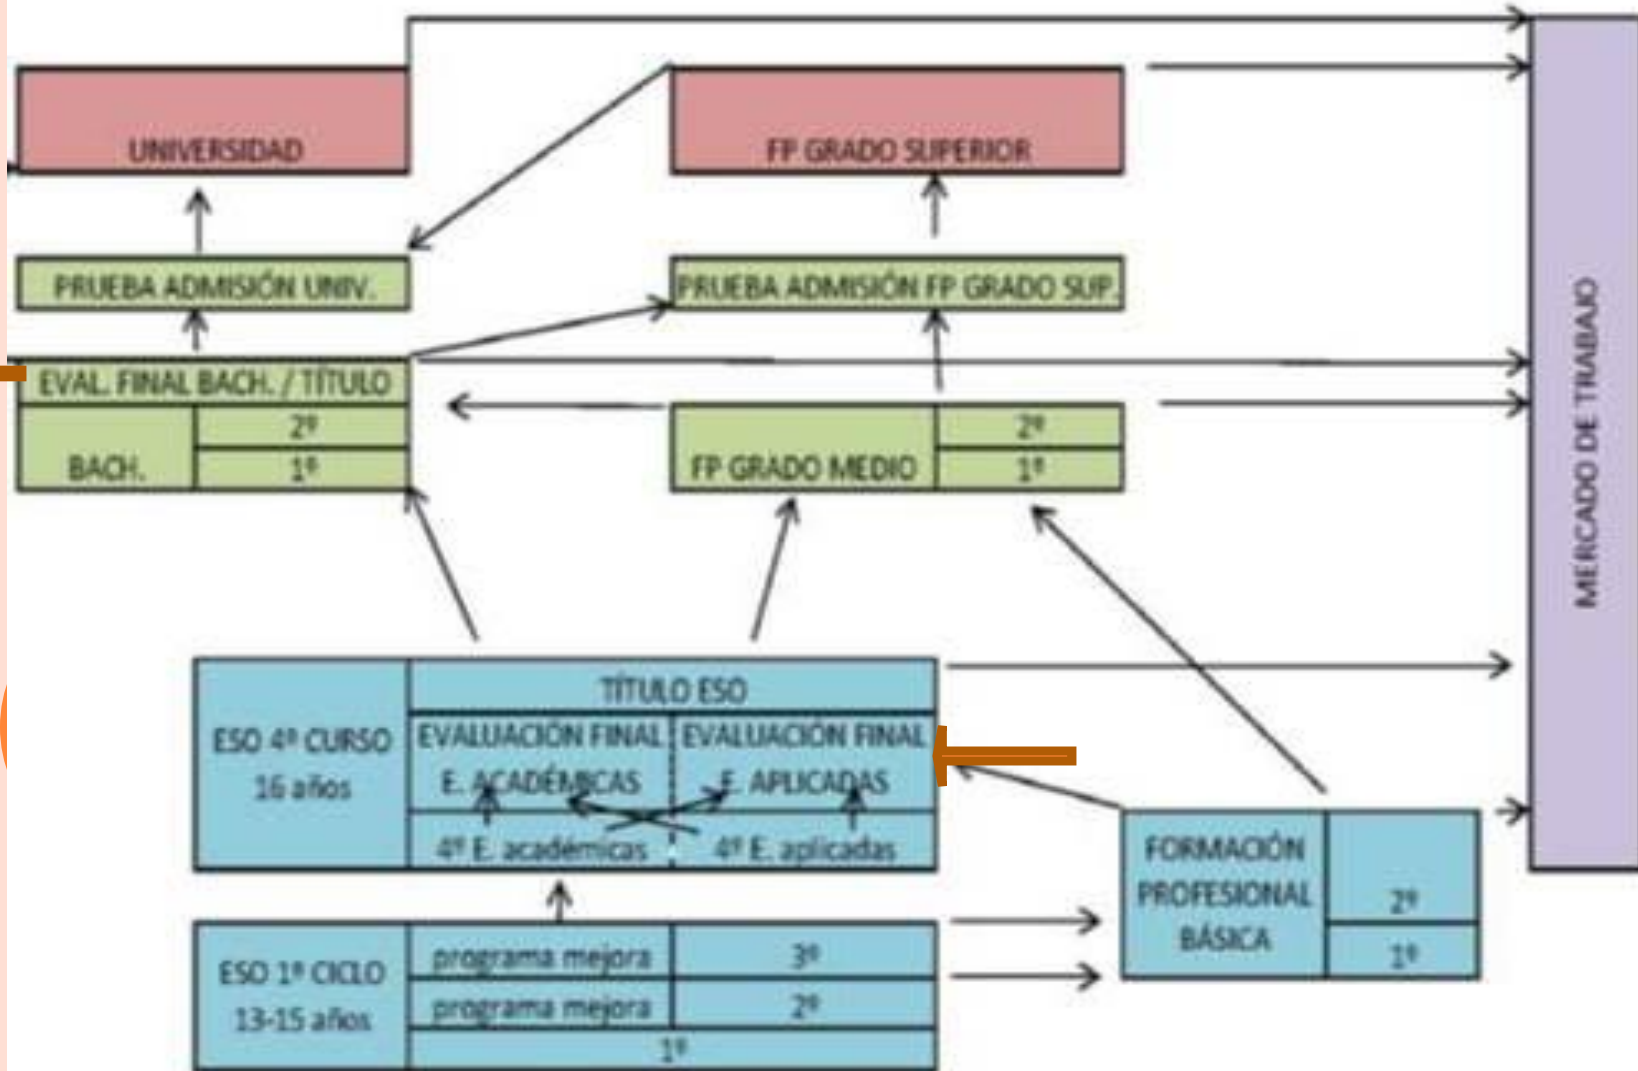 UNIVERSIDAD
FP GRADO SUPERIOR
PRUEBA ADMISIÓN UNIV.
PRUEBA ADMISIÓN FP GRADO SUP.
EVAL. FINAL BACH. / TÍTULO
BACH.
2º
1º
FP GRADO MEDIO
2º
1º
MERCADO DE TRABAJO
ESO 4º CURSO
16 años
TÍTULO ESO
EVALUACIÓN FINAL
E. ACADÉMICAS
EVALUACIÓN FINAL
E. APLICADAS
4º E. académicas
4º E. aplicadas
FORMACIÓN
PROFESIONAL
BÁSICA
2º
1º
ESO 1º CICLO
13-15 años
programa mejora
3º
programa mejora
2º
1º